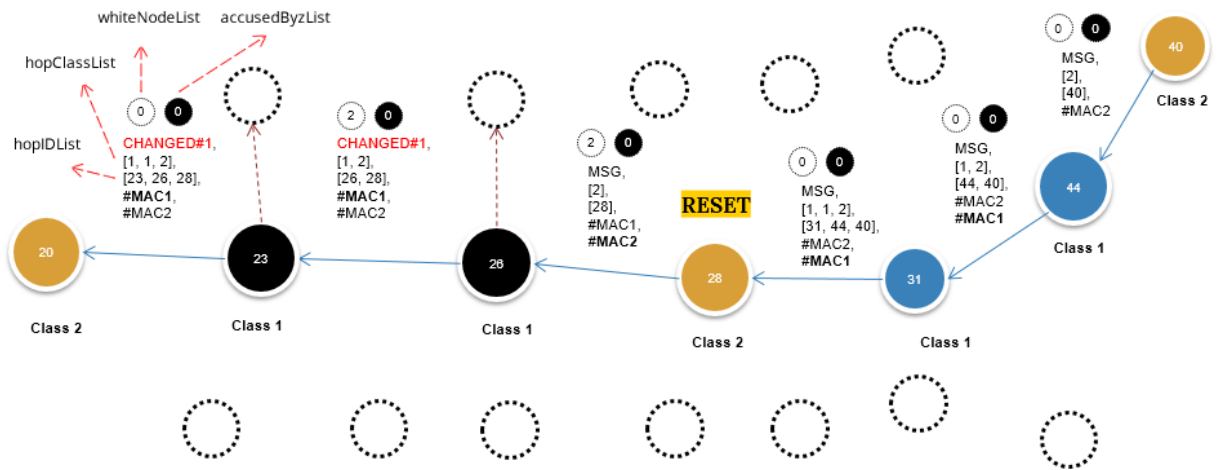 whiteNodeList
accusedByzList
hopClassList
hopIDList
0
0
CHANGED#1,
[1, 1, 2],
[23, 26, 28],
#MAC1,
#MAC2
2
0
CHANGED#1,
[1, 2],
[26, 28],
#MAC1,
#MAC2
2
0
MSG,
[2],
[28],
#MAC1,
#MAC2
RESET
0
0
MSG,
[1, 1, 2],
[31, 44, 40],
#MAC2,
#MAC1
0
0
MSG,
[1, 2],
[44, 40],
#MAC2
#MAC1
0
0
MSG,
[2],
[40],
#MAC2
40
Class 2
44
Class 1
20
Class 2
23
Class 1
26
Class 1
28
Class 2
31
Class 1